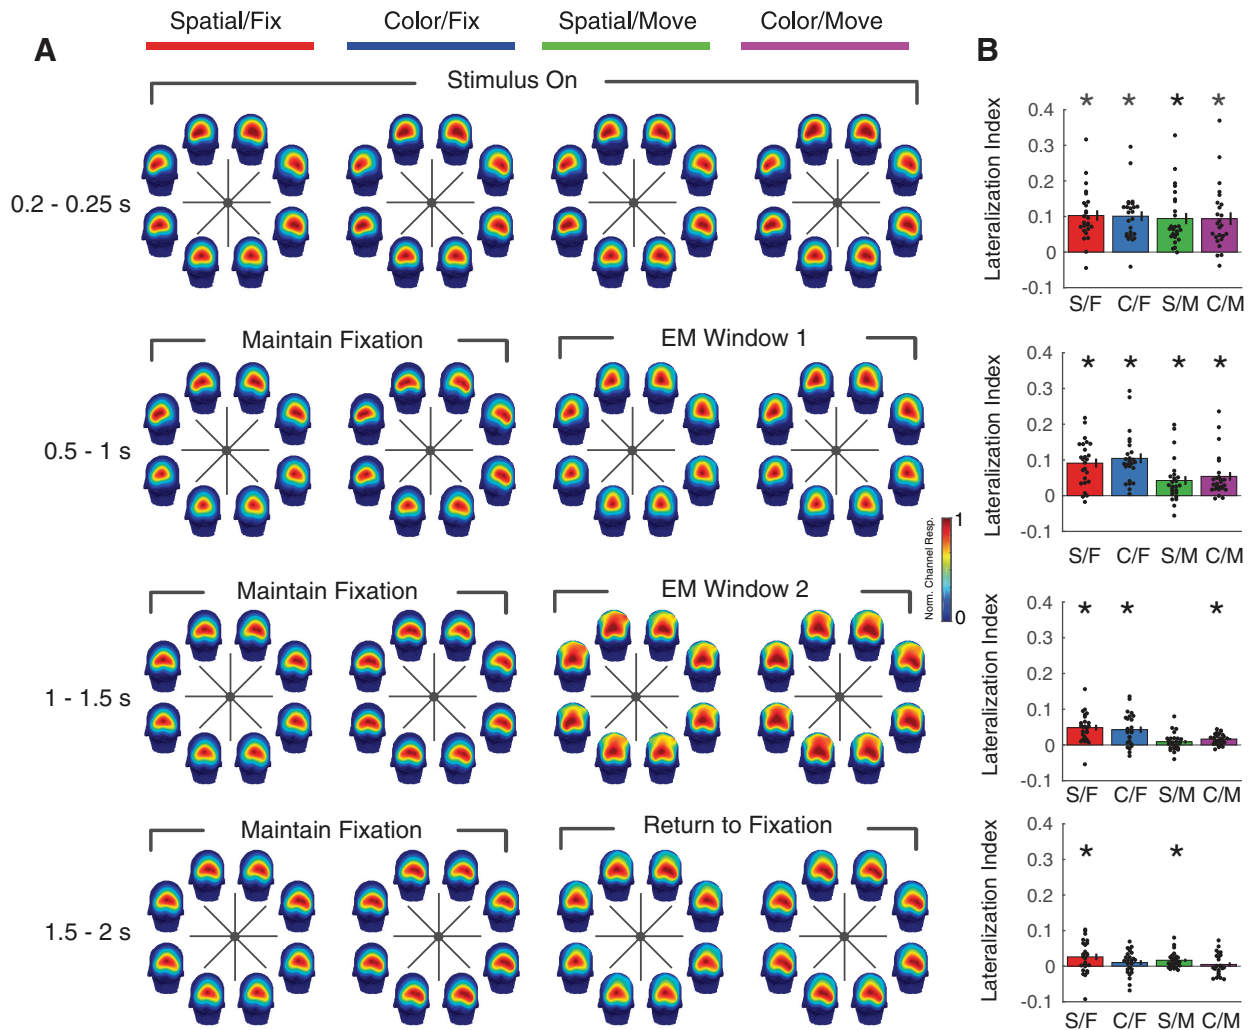 Spatial/Fix Color/Fix Spatial/Move Color/Move
A B
Stimulus On
0.2 - 0.25 s
Lateralization Index
* * * *
0.4
0.3
0.2
0.1
0
-0.1
S/F C/F S/M C/M
Maintain Fixation EM Window 1
0.5 - 1 s
Lateralization Index
* * * *
0.4
0.3
0.2
0.1
0
-0.1
S/F C/F S/M C/M
Norm. Channel Resp.
1
0
Maintain Fixation EM Window 2
1 - 1.5 s
Lateralization Index
* * *
0.4
0.3
0.2
0.1
0
-0.1
S/F C/F S/M C/M
Maintain Fixation Return to Fixation
1.5 - 2 s
Lateralization Index
* *
0.4
0.3
0.2
0.1
0
-0.1
S/F C/F S/M C/M